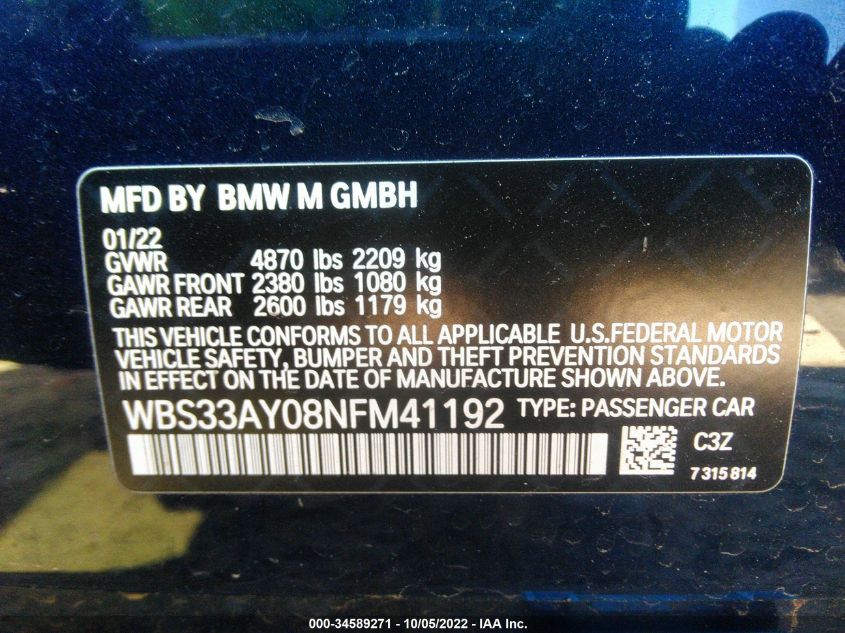 MFD BY BMW M GMBH
01/22
GVWR 4870 lbs 2209 kg
GAWR FRONT 2380 lbs 1080 kg
GAWR REAR 2600 lbs 1179 kg
THIS VEHICLE CONFORMS TO ALL APPLICABLE U.S.FEDERAL MOTOR
VEHICLE SAFETY, BUMPER AND THEFT PREVENTION STANDARDS
IN EFFECT ON THE DATE OF MANUFACTURE SHOWN ABOVE.
WBS33AY08NFM41192 TYPE: PASSENGER CAR
C3Z
7 315 814
000-34589271 - 10/05/2022 - IAA Inc.